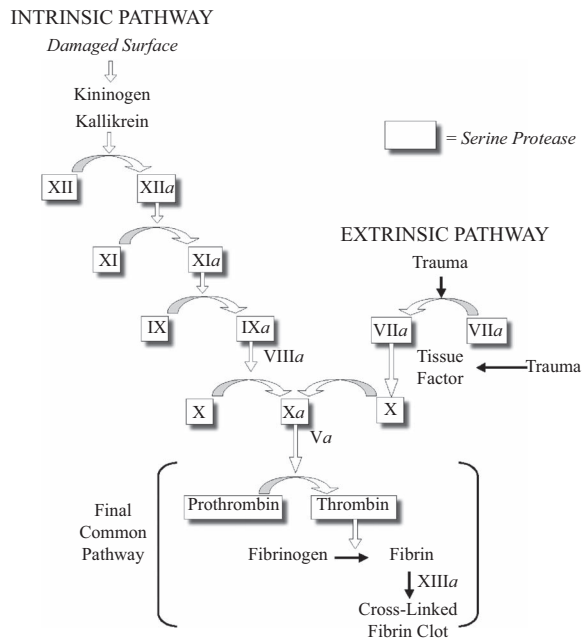 INTRINSIC PATHWAY
Damaged Surface
Kininogen
Kallikrein
= Serine Protease
XII
XIIa
XI
XIa
EXTRINSIC PATHWAY
Trauma
IX
IXa
VIIa
VIIa
VIIIa
Tissue
Factor
Trauma
X
Xa
X
Va
Final
Common
Pathway
Prothrombin
Thrombin
Fibrinogen
Fibrin
XIIIa
Cross-Linked
Fibrin Clot